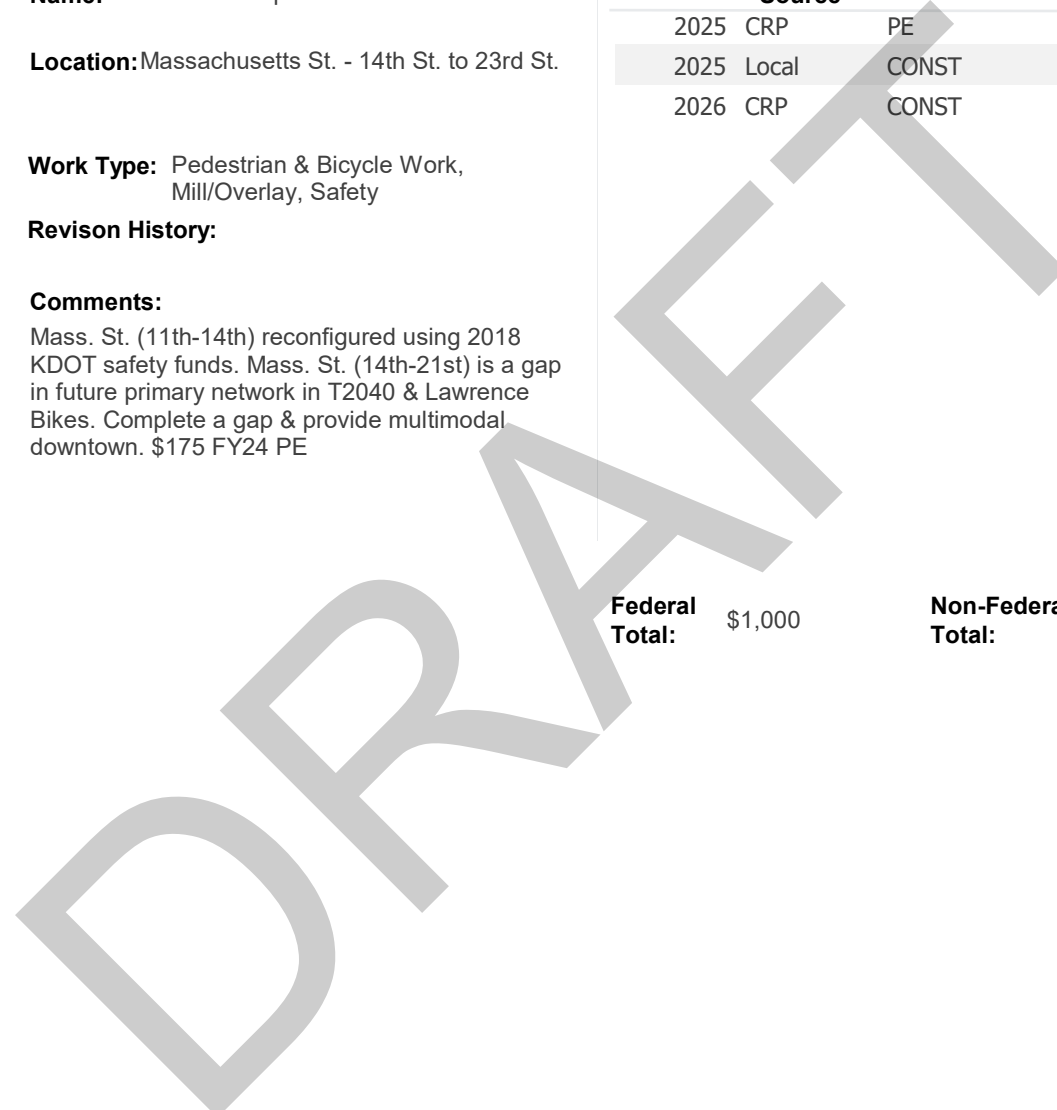 Name:
Source
2025 CRP PE
Location: Massachusetts St. - 14th St. to 23rd St.
2025 Local CONST
2026 CRP CONST
Work Type: Pedestrian & Bicycle Work,
Mill/Overlay, Safety
Revison History:
Comments:
Mass. St. (11th-14th) reconfigured using 2018
KDOT safety funds. Mass. St. (14th-21st) is a gap
in future primary network in T2040 & Lawrence
Bikes. Complete a gap & provide multimodal
downtown. $175 FY24 PE
Federal
Total: $1,000
Non-Federa
Total:
DRAFT